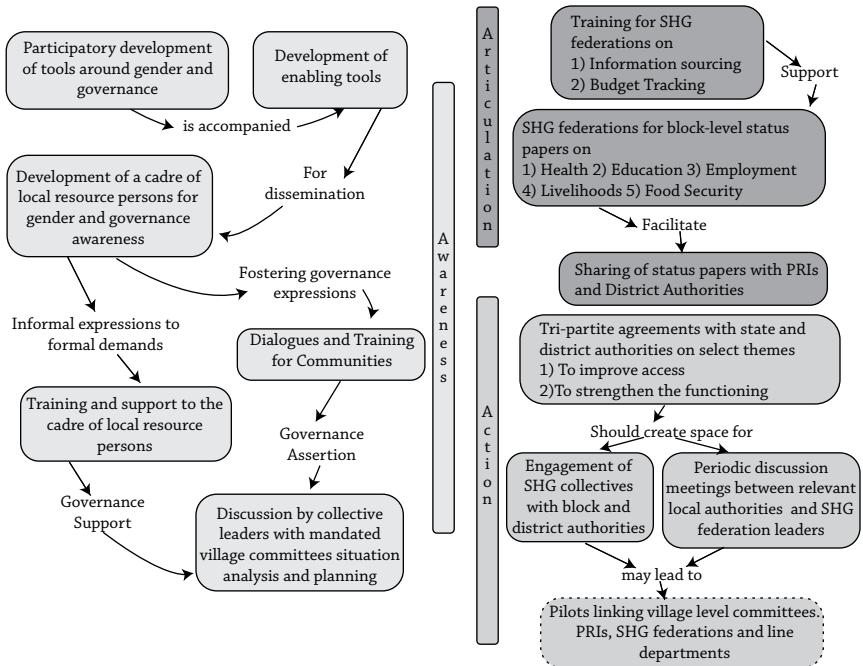 Participatory development
of tools around gender and
governance
Development of
enabling tools
is accompanied
For
dissemination
Development of a cadre of
local resource persons for
gender and governance
awareness
Fostering governance
expressions
Informal expressions to
formal demands
Dialogues and Training
for Communities
Training and support to the
cadre of local resource
persons
Governance
Assertion
Governance
Support
Discussion by collective
leaders with mandated
village committees situation
analysis and planning
Awareness
Articulation
Training for SHG
federations on
1) Information sourcing
2) Budget Tracking
Support
SHG federations for block-level status
papers on
1) Health 2) Education 3) Employment
4) Livelihoods 5) Food Security
Facilitate
Sharing of status papers with PRIs
and District Authorities
Action
Tri-partite agreements with state and
district authorities on select themes
1) To improve access
2)To strengthen the functioning
Should create space for
Engagement of
SHG collectives
with block and
district authorities
Periodic discussion
meetings between relevant
local authorities and SHG
federation leaders
may lead to
Pilots linking village level committees.
PRIs, SHG federations and line
departments